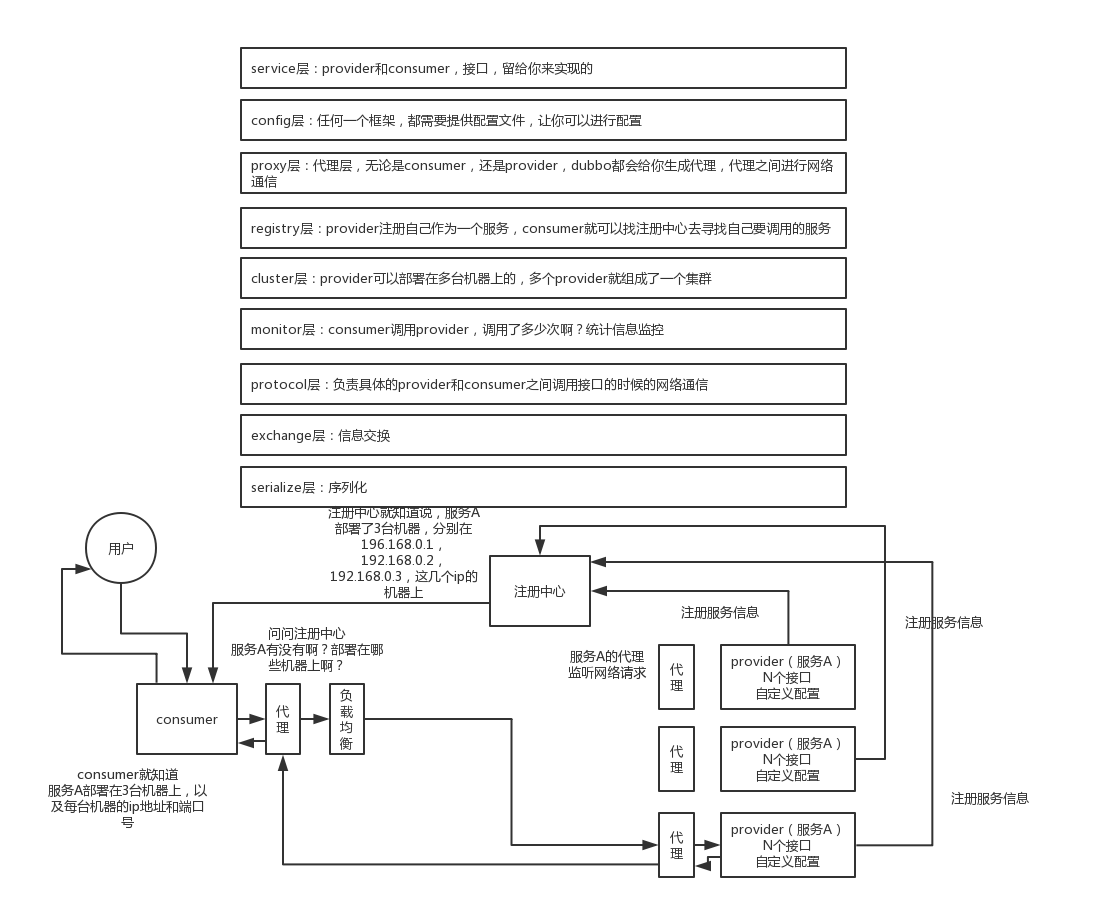 service层：provider和consumer，接口，留给你来实现的
config层：任何一个框架，都需要提供配置文件，让你可以进行配置
proxy层：代理层，无论是consumer，还是provider，dubbo都会给你生成代理，代理之间进行网络
通信
registry层：provider注册自己作为一个服务，consumer就可以找注册中心去寻找自己要调用的服务
cluster层：provider可以部署在多台机器上的，多个provider就组成了一个集群
monitor层：consumer调用provider，调用了多少次啊？统计信息监控
protocol层：负责具体的provider和consumer之间调用接口的时候的网络通信
exchange层：信息交换
serialize层：序列化
注册中心就知道说，服务A
部署了3台机器，分别在
196.168.0.1，
192.168.0.2，
192.168.0.3，这几个ip的
机器上
用户
注册中心
注册服务信息
注册服务信息
问问注册中心
服务A有没有啊？部署在哪
些机器上啊？
服务A的代理
监听网络请求
代
理
provider（服务A）
N个接口
自定义配置
consumer
代
理
负
载
均
衡
代
理
provider（服务A）
N个接口
自定义配置
consumer就知道
服务A部署在3台机器上，以
及每台机器的ip地址和端口
号
注册服务信息
代
理
provider（服务A）
N个接口
自定义配置